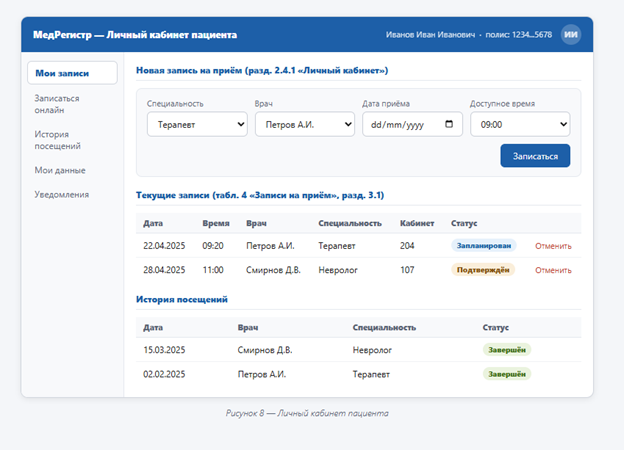 МедРегистр — Личный кабинет пациента
Иванов Иван Иванович · полис: 1234...5678 ИИ
Мои записи
Записаться
онлайн
История
посещений
Мои данные
Уведомления
Новая запись на приём (разд. 2.4.1 «Личный кабинет»)
Специальность Врач Дата приёма Доступное время
Терапевт Петров А.И. dd/mm/yyyy 09:00
Записаться
Текущие записи (табл. 4 «Записи на приём», разд. 3.1)
Дата Время Врач Специальность Кабинет Статус
22.04.2025 09:20 Петров А.И. Терапевт 204 Запланирован Отменить
28.04.2025 11:00 Смирнов Д.В. Невролог 107 Подтверждён Отменить
История посещений
Дата Врач Специальность Статус
15.03.2025 Смирнов Д.В. Невролог Завершён
02.02.2025 Петров А.И. Терапевт Завершён
Рисунок 8 — Личный кабинет пациента